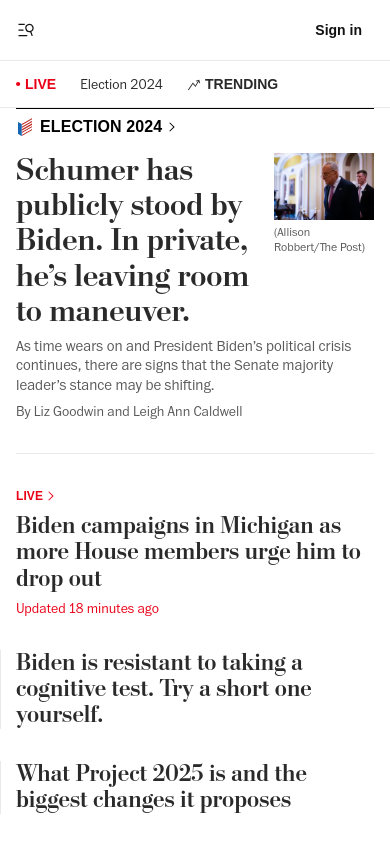 Sign in
LIVE
Election 2024
TRENDING
ELECTION 2024
Schumer has
publicly stood by
Biden. In private,
he’s leaving room
to maneuver.
(Allison
Robbert/The Post)
As time wears on and President Biden’s political crisis
continues, there are signs that the Senate majority
leader’s stance may be shifting.
By Liz Goodwin and Leigh Ann Caldwell
LIVE
Biden campaigns in Michigan as
more House members urge him to
drop out
Updated 18 minutes ago
Biden is resistant to taking a
cognitive test. Try a short one
yourself.
What Project 2025 is and the
biggest changes it proposes